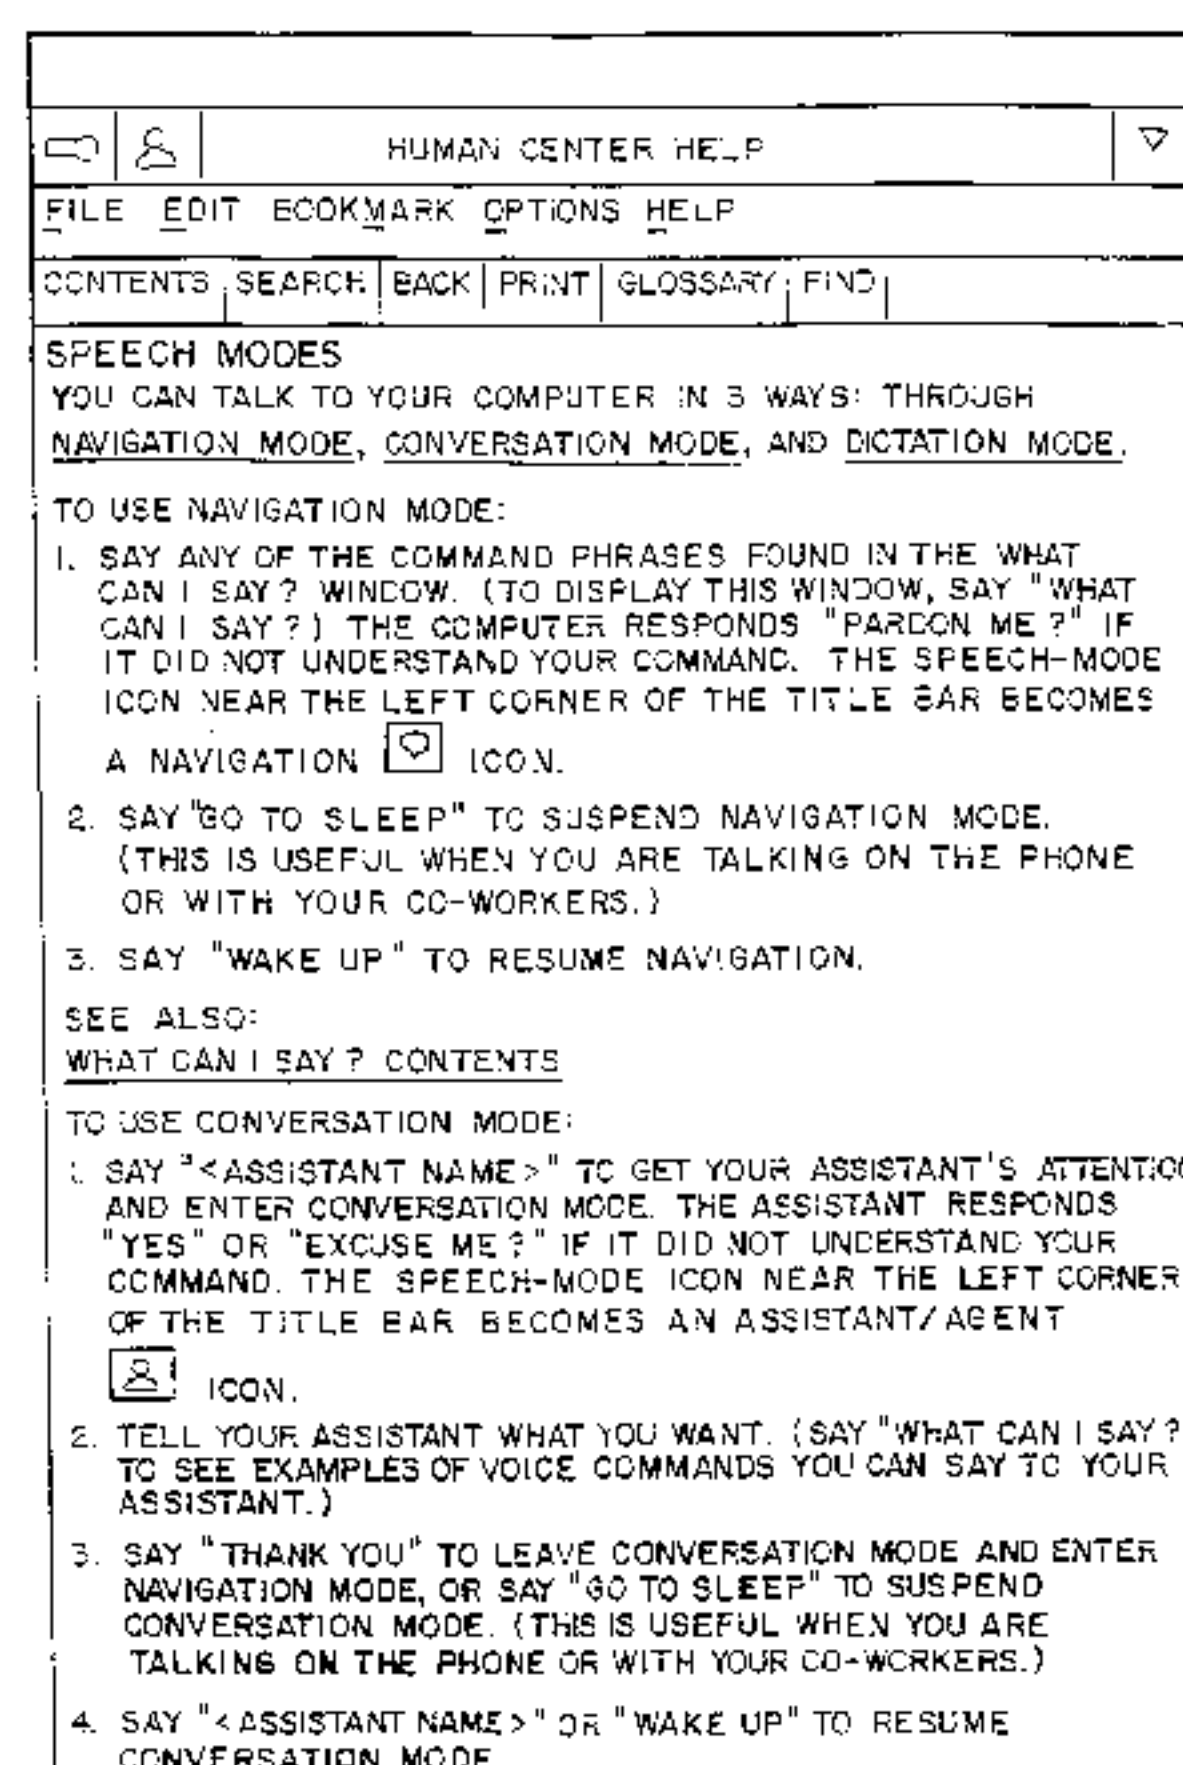 HUMAN CENTER HELP
FILE EDIT BOOKMARK OPTIONS HELP
CONTENTS SEARCH BACK PRINT GLOSSARY FIND
SPEECH MODES
YOU CAN TALK TO YOUR COMPUTER IN 3 WAYS: THROUGH
NAVIGATION MODE, CONVERSATION MODE, AND DICTATION MODE.
TO USE NAVIGATION MODE:
1. SAY ANY OF THE COMMAND PHRASES FOUND IN THE WHAT
CAN I SAY? WINDOW. (TO DISPLAY THIS WINDOW, SAY "WHAT
CAN I SAY?) THE COMPUTER RESPONDS "PARDON ME?" IF
IT DID NOT UNDERSTAND YOUR COMMAND. THE SPEECH-MODE
ICON NEAR THE LEFT CORNER OF THE TITLE BAR BECOMES
A NAVIGATION ICON.
2. SAY "GO TO SLEEP" TO SUSPEND NAVIGATION MODE.
(THIS IS USEFUL WHEN YOU ARE TALKING ON THE PHONE
OR WITH YOUR CO-WORKERS.)
3. SAY "WAKE UP" TO RESUME NAVIGATION.
SEE ALSO:
WHAT CAN I SAY? CONTENTS
TO USE CONVERSATION MODE:
1. SAY "<ASSISTANT NAME>" TO GET YOUR ASSISTANT'S ATTENTIO
AND ENTER CONVERSATION MODE. THE ASSISTANT RESPONDS
"YES" OR "EXCUSE ME?" IF IT DID NOT UNDERSTAND YOUR
COMMAND. THE SPEECH-MODE ICON NEAR THE LEFT CORNER
OF THE TITLE BAR BECOMES AN ASSISTANT/AGENT
ICON.
2. TELL YOUR ASSISTANT WHAT YOU WANT. (SAY "WHAT CAN I SAY?
TO SEE EXAMPLES OF VOICE COMMANDS YOU CAN SAY TO YOUR
ASSISTANT.)
3. SAY "THANK YOU" TO LEAVE CONVERSATION MODE AND ENTER
NAVIGATION MODE, OR SAY "GO TO SLEEP" TO SUSPEND
CONVERSATION MODE. (THIS IS USEFUL WHEN YOU ARE
TALKING ON THE PHONE OR WITH YOUR CO-WORKERS.)
4. SAY "<ASSISTANT NAME>" OR "WAKE UP" TO RESUME
CONVERSATION MODE